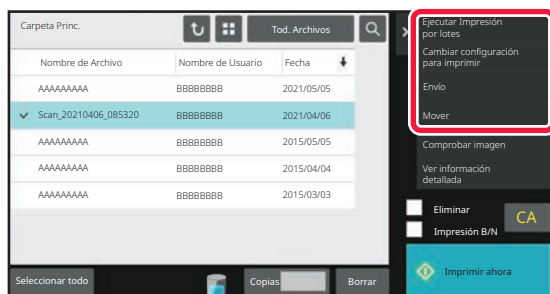 Carpeta Princ.
Tod. Archivos
Nombre de Archivo
Nombre de Usuario
Fecha
AAAAAAAAA
BBBBBBBB
2021/05/05
Scan_20210406_085320
BBBBBBBB
2021/04/06
AAAAAAAAA
BBBBBBBB
2015/05/05
AAAAAAAAA
BBBBBBBB
2015/04/04
AAAAAAAAA
BBBBBBBB
2015/03/03
Seleccionar todo
Copias
Borrar
Ejecutar Impresión
por lotes
Cambiar configuración
para imprimir
Envío
Mover
Comprobar imagen
Ver información
detallada
Eliminar
Impresión B/N
CA
Imprimir ahora